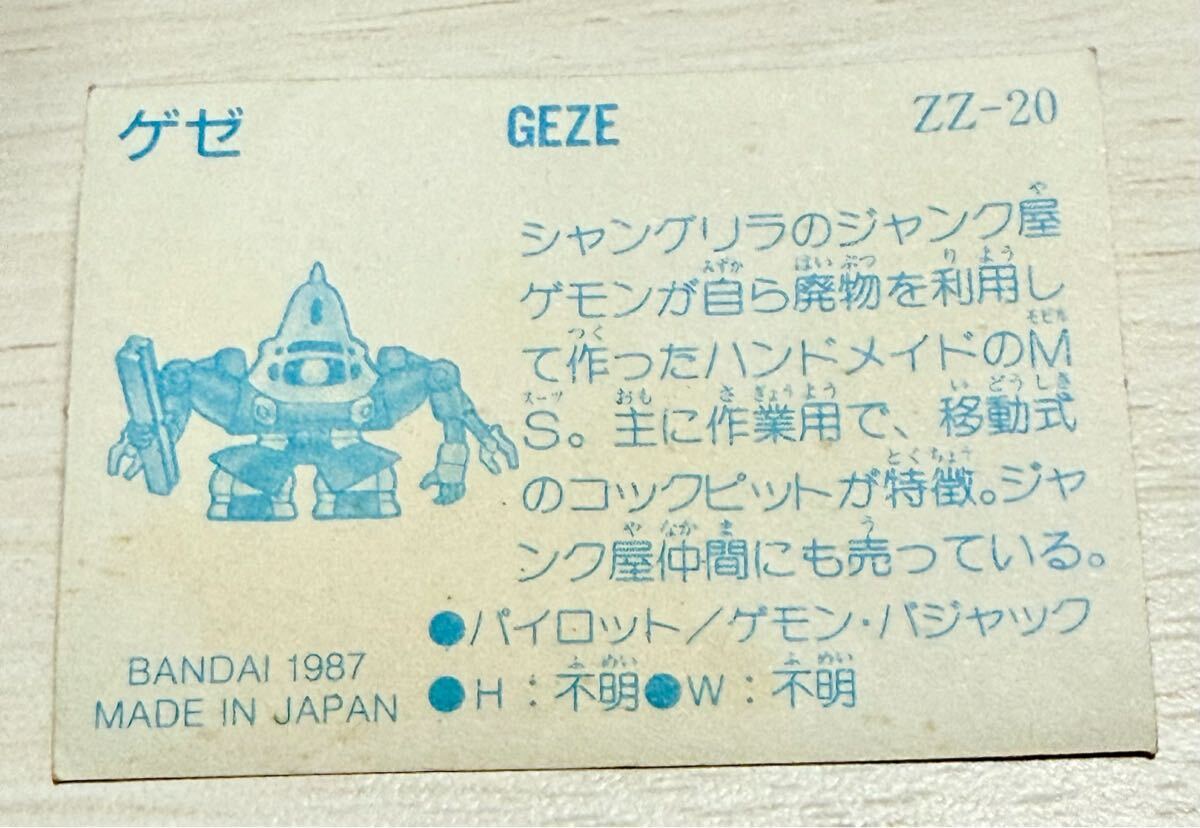 ゲゼ GEZE ZZ-20
シャングリラのジャンク屋
ゲモンが自ら廃物を利用し
て作ったハンドメイドのM
S。主に作業用で、移動式
のコックピットが特徴。ジャ
ンク屋仲間にも売っている。
●パイロット/ゲモン・バジャック
●H:不明●W:不明
BANDAI 1987
MADE IN JAPAN